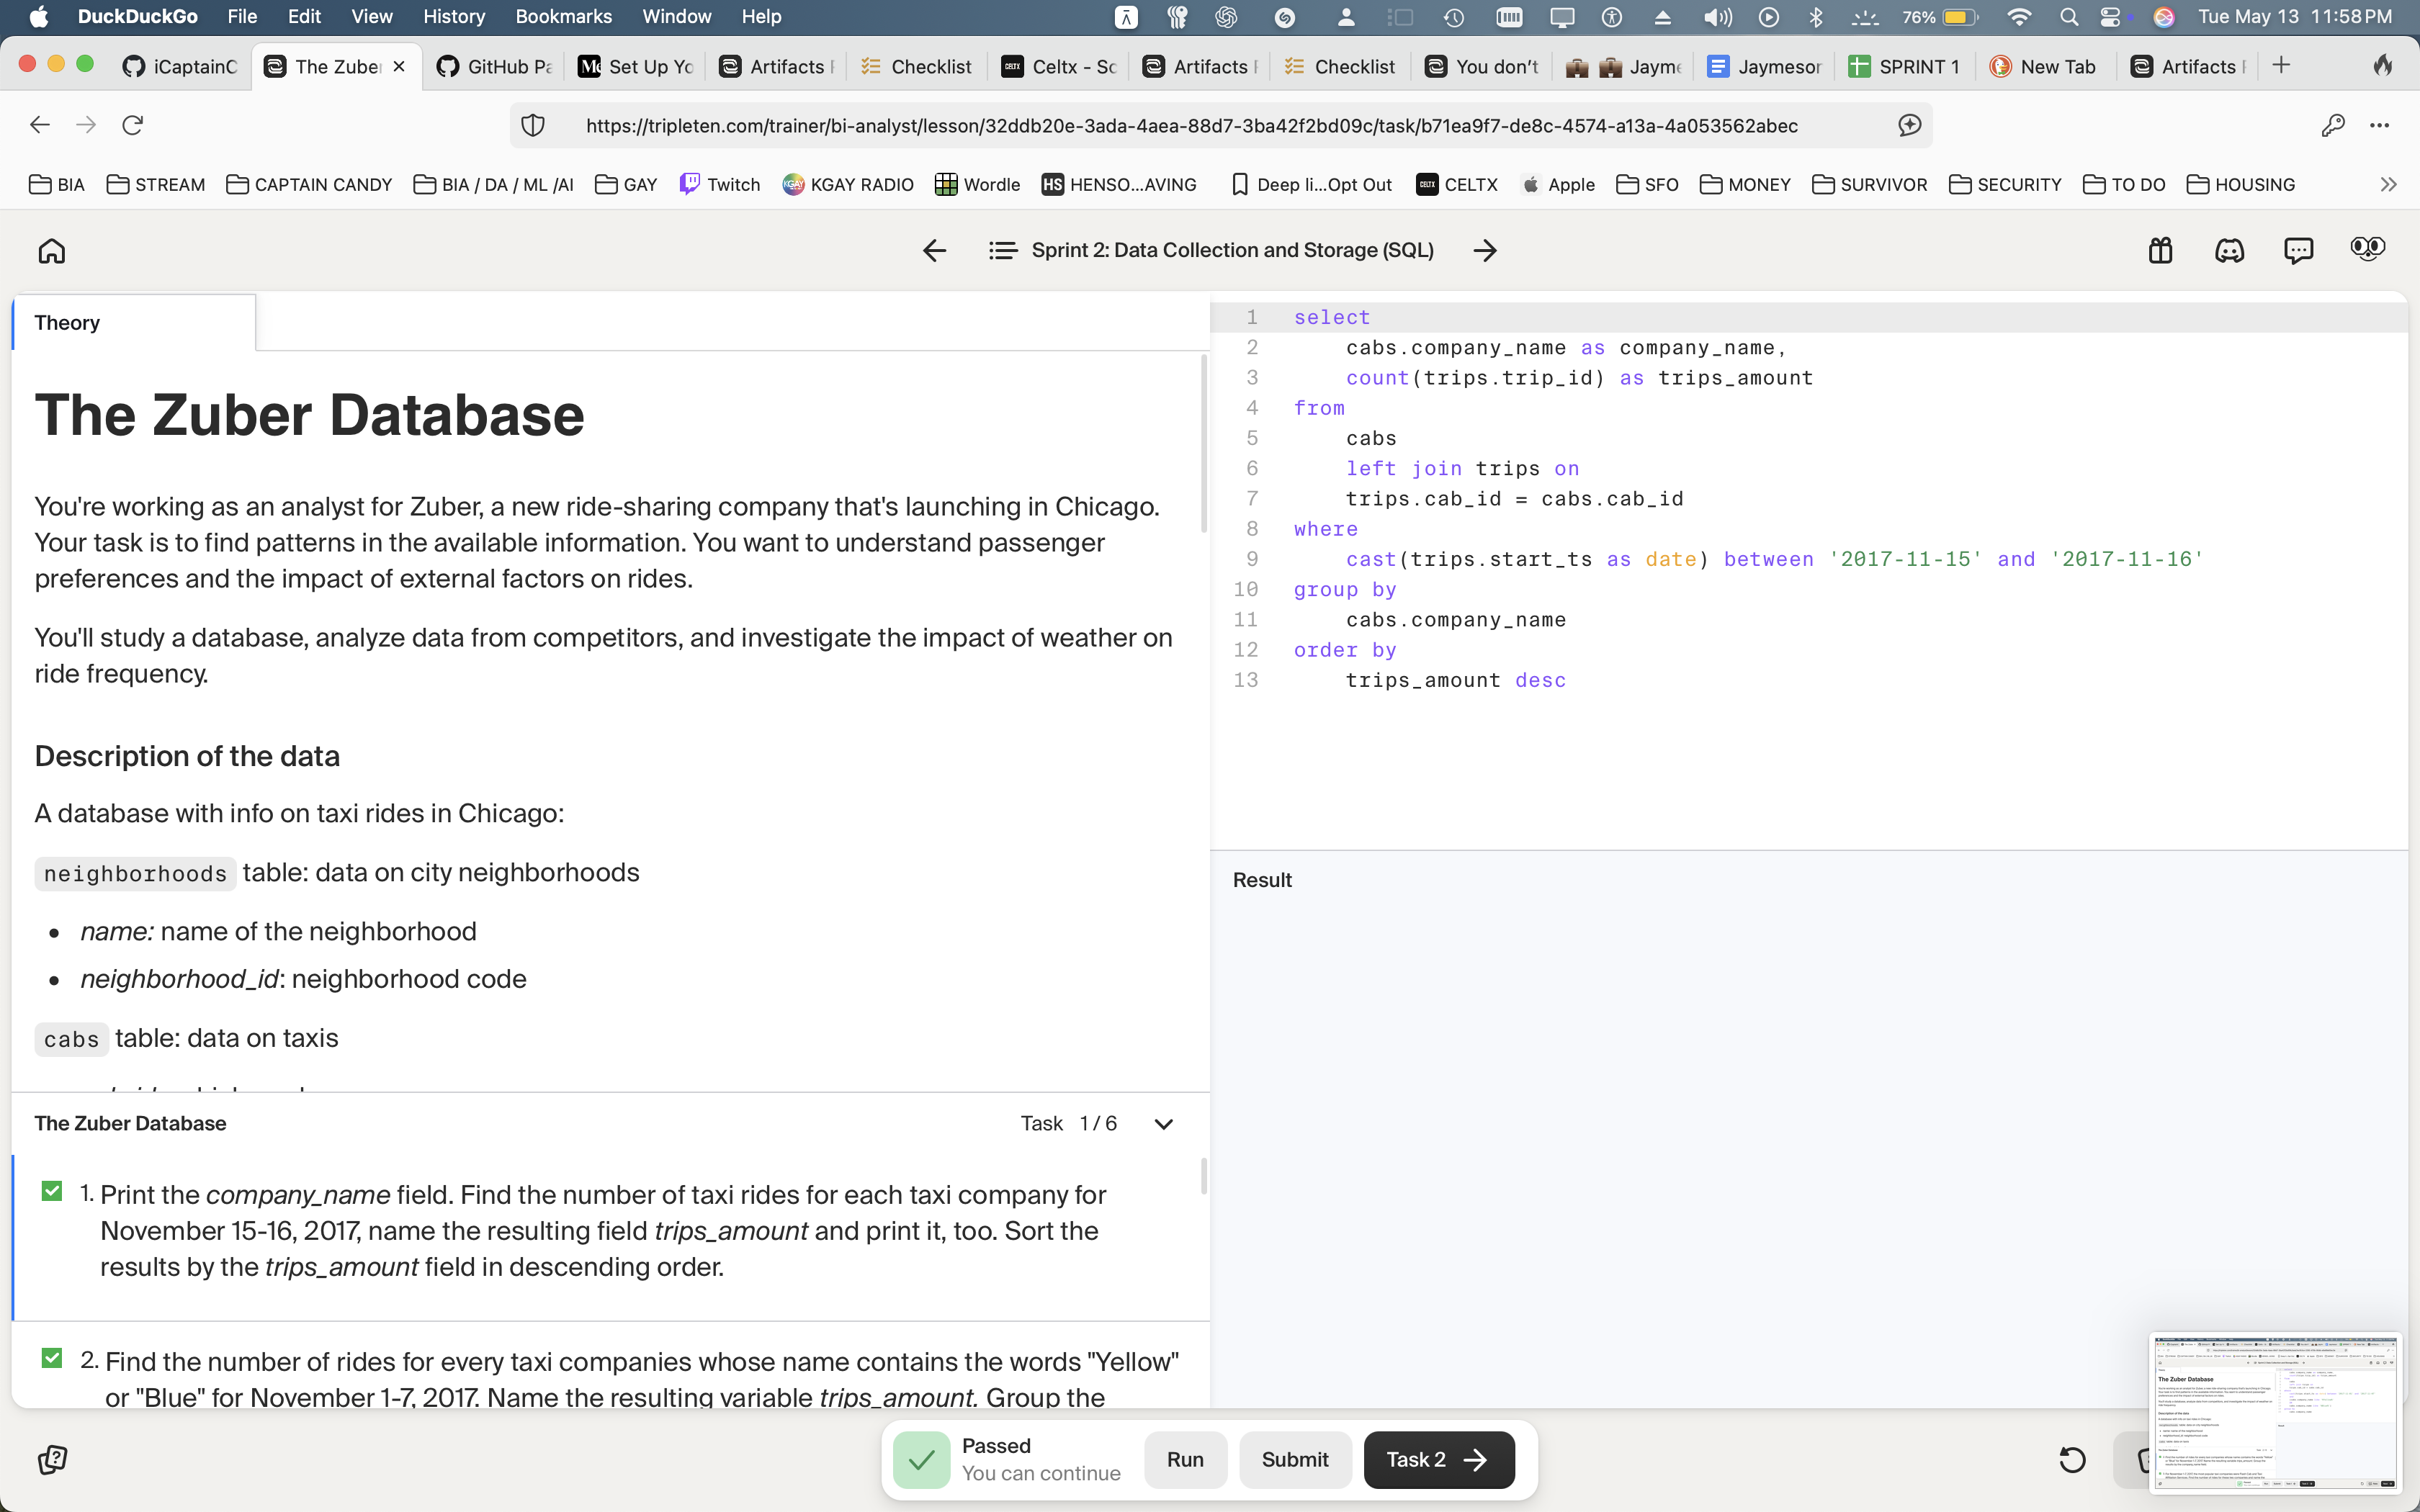 DuckDuckGo File Edit View History Bookmarks Window Help 76% Tue May 13 11:58 PM
iCaptainC The Zuber GitHub Pa Set Up Yo Artifacts Checklist Celtx - Sc Artifacts Checklist You don't Jayme Jaymesor SPRINT 1 New Tab Artifacts
https://tripleten.com/trainer/bi-analyst/lesson/32ddb20e-3ada-4aea-88d7-3ba42f2bd09c/task/b71ea9f7-de8c-4574-a13a-4a053562abec
BIA STREAM CAPTAIN CANDY BIA / DA / ML /AI GAY Twitch KGAY RADIO Wordle HENSO...AVING Deep li...Opt Out CELTX Apple SFO MONEY SURVIVOR SECURITY TO DO HOUSING
Sprint 2: Data Collection and Storage (SQL)
Theory
The Zuber Database
You're working as an analyst for Zuber, a new ride-sharing company that's launching in Chicago.
Your task is to find patterns in the available information. You want to understand passenger
preferences and the impact of external factors on rides.
You'll study a database, analyze data from competitors, and investigate the impact of weather on
ride frequency.
Description of the data
A database with info on taxi rides in Chicago:
neighborhoods table: data on city neighborhoods
• name: name of the neighborhood
• neighborhood_id: neighborhood code
cabs table: data on taxis
The Zuber Database Task 1 / 6
1. Print the company_name field. Find the number of taxi rides for each taxi company for
November 15-16, 2017, name the resulting field trips_amount and print it, too. Sort the
results by the trips_amount field in descending order.
2. Find the number of rides for every taxi companies whose name contains the words "Yellow"
or "Blue" for November 1-7, 2017. Name the resulting variable trips_amount. Group the
1 select
2 cabs.company_name as company_name,
3 count(trips.trip_id) as trips_amount
4 from
5 cabs
6 left join trips on
7 trips.cab_id = cabs.cab_id
8 where
9 cast(trips.start_ts as date) between '2017-11-15' and '2017-11-16'
10 group by
11 cabs.company_name
12 order by
13 trips_amount desc
Result
Passed
You can continue
Run
Submit
Task 2
The Zuber Database